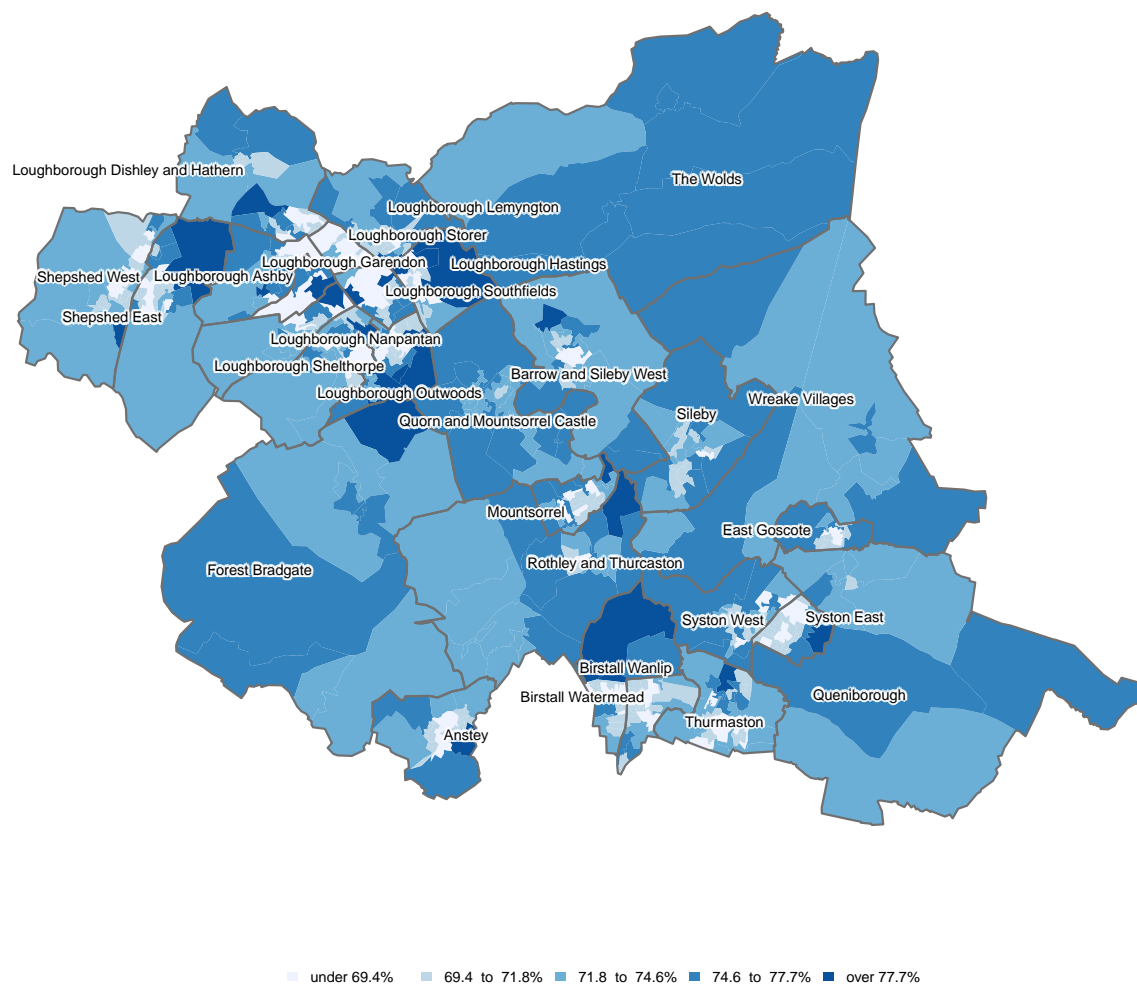 Loughborough Dishley and Hathern
The Wolds
Loughborough Lemyngton
Loughborough Storer
Loughborough Garendon
Loughborough Hastings
Shepshed West
Loughborough Ashby
Loughborough Southfields
Shepshed East
Loughborough Nanpantan
Loughborough Shelthorpe
Barrow and Sileby West
Loughborough Outwoods
Wreake Villages
Sileby
Quorn and Mountsorrel Castle
Mountsorrel
East Goscote
Rothley and Thurcaston
Forest Bradgate
Syston West
Syston East
Birstall Wanlip
Birstall Watermead
Queniborough
Thurmaston
Anstey
under 69.4% 69.4 to 71.8% 71.8 to 74.6% 74.6 to 77.7% over 77.7%